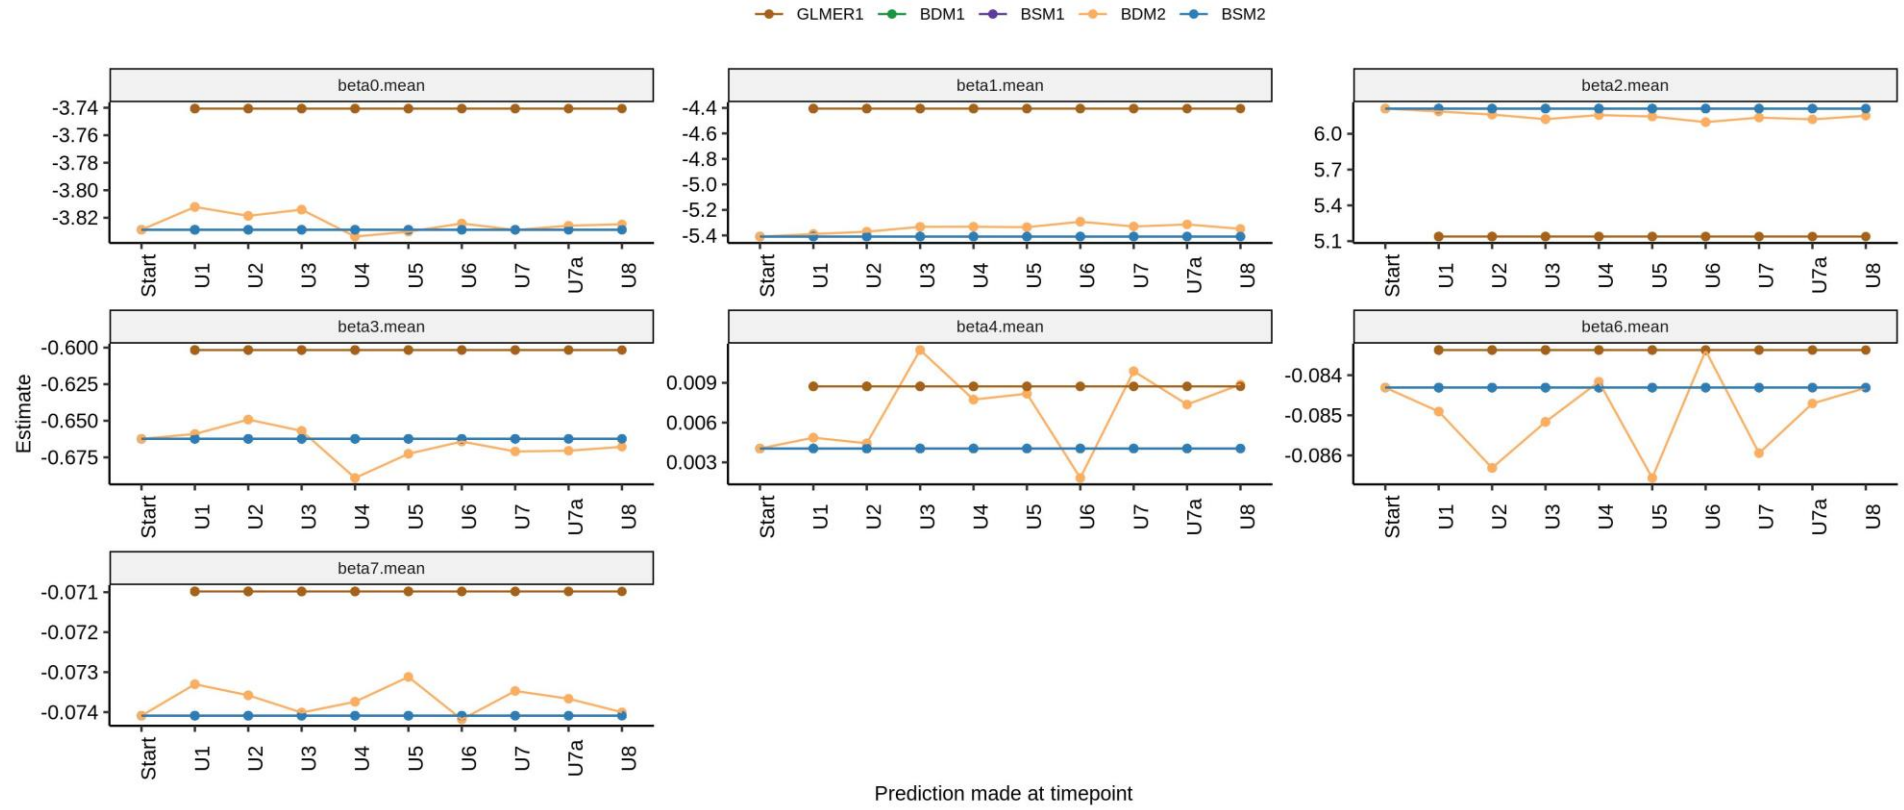 GLMER1 BDM1 BSM1 BDM2 BSM2
beta0.mean
-3.74
-3.76
-3.78
-3.80
-3.82
Start U1 U2 U3 U4 U5 U6 U7 U7a U8
beta1.mean
-4.4
-4.6
-4.8
-5.0
-5.2
-5.4
Start U1 U2 U3 U4 U5 U6 U7 U7a U8
beta2.mean
6.0
5.7
5.4
5.1
Start U1 U2 U3 U4 U5 U6 U7 U7a U8
Estimate
beta3.mean
-0.600
-0.625
-0.650
-0.675
Start U1 U2 U3 U4 U5 U6 U7 U7a U8
beta4.mean
0.009
0.006
0.003
Start U1 U2 U3 U4 U5 U6 U7 U7a U8
beta6.mean
-0.084
-0.085
-0.086
Start U1 U2 U3 U4 U5 U6 U7 U7a U8
beta7.mean
-0.071
-0.072
-0.073
-0.074
Start U1 U2 U3 U4 U5 U6 U7 U7a U8
Prediction made at timepoint